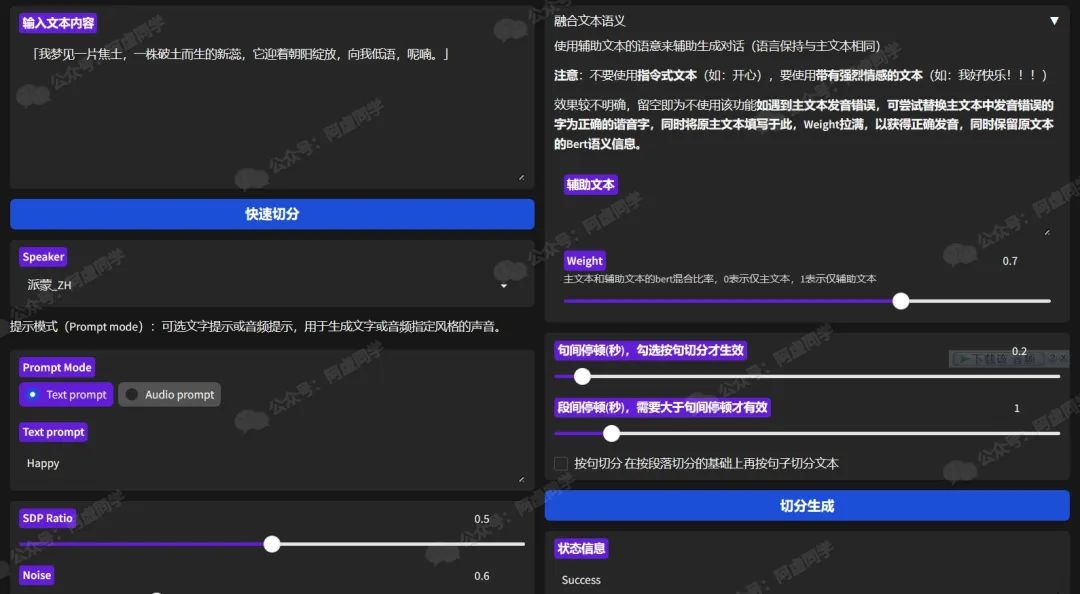 输入文本内容
「我梦见一片焦土，一株破土而生的新蕊，它迎着朝阳绽放，向我低语，呢喃。」
快速切分
Speaker
派蒙_ZH
提示模式（Prompt mode）：可选文字提示或音频提示，用于生成文字或音频指定风格的声音。
Prompt Mode
Text prompt
Audio prompt
Text prompt
Happy
SDP Ratio
0.5
Noise
0.6
融合文本语义
使用辅助文本的语意来辅助生成对话（语言保持与主文本相同）
注意：不要使用指令式文本（如：开心），要使用带有强烈情感的文本（如：我好快乐！！！）
效果较不明确，留空即为不使用该功能如遇到主文本发音错误，可尝试替换主文本中发音错误的
字为正确的谐音字，同时将原主文本填写于此，Weight拉满，以获得正确发音，同时保留原文本
的Bert语义信息。
辅助文本
Weight
0.7
主文本和辅助文本的bert混合比率，0表示仅主文本，1表示仅辅助文本
句间停顿(秒)，勾选按句切分才生效
0.2
段间停顿(秒)，需要大于句间停顿才有效
1
按句切分 在按段落切分的基础上再按句子切分文本
切分生成
状态信息
Success
公众号：阿虚同学